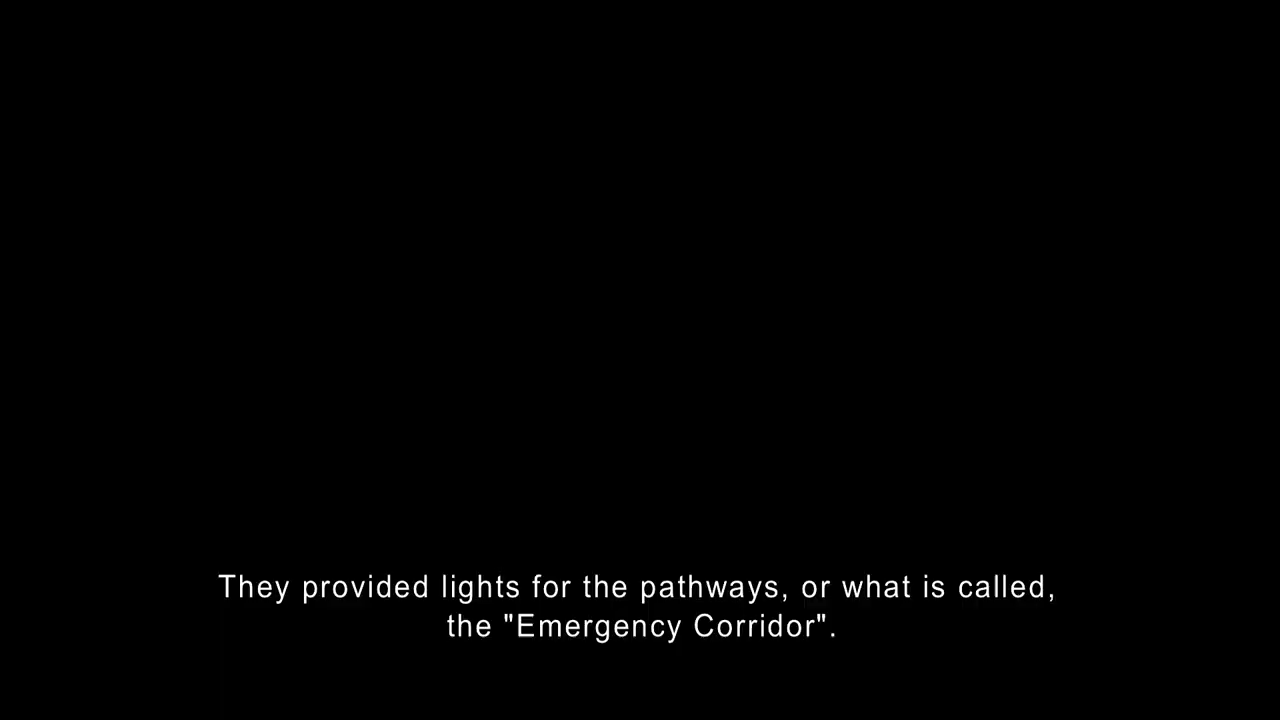 They provided lights for the pathways, or what is called,
the "Emergency Corridor".